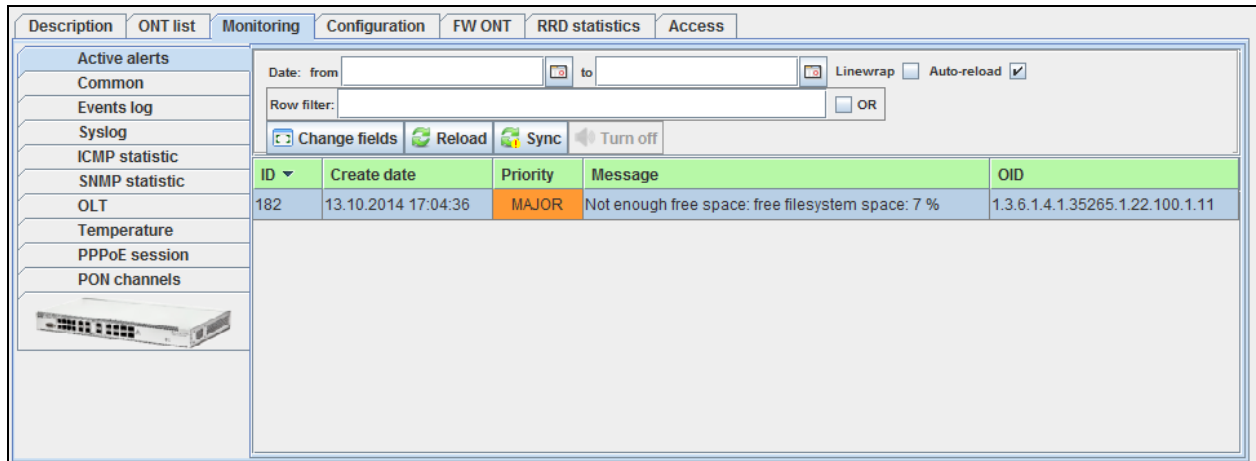 Description ONT list Monitoring Configuration FW ONT RRD statistics Access
Active alerts
Common
Events log
Syslog
ICMP statistic
SNMP statistic
OLT
Temperature
PPPoE session
PON channels
Date: from to Linewrap Auto-reload
Row filter: OR
Change fields Reload Sync Turn off
ID Create date Priority Message OID
182 13.10.2014 17:04:36 MAJOR Not enough free space: free filesystem space: 7 % 1.3.6.1.4.1.35265.1.22.100.1.11